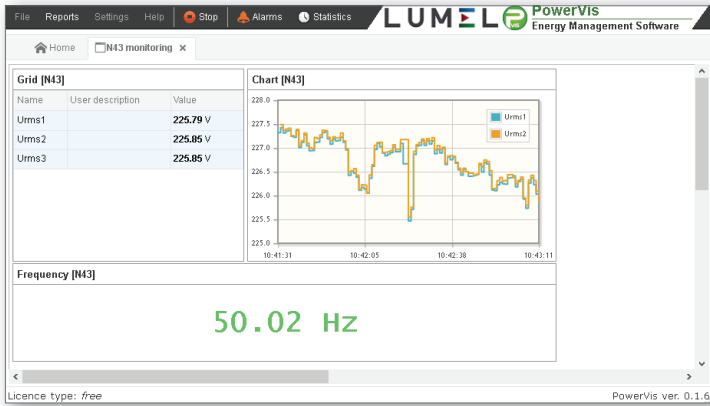 File Reports Settings Help Stop Alarms Statistics LUMEL PowerVis
Energy Management Software
Home N43 monitoring ×
Grid [N43] Chart [N43]
Name User description Value
Urms1 225.79 V
Urms2 225.85 V
Urms3 225.85 V
228.0
227.5
227.0
226.5
226.0
225.5
225.0
Urms1
Urms2
10:41:31 10:42:05 10:42:38 10:43:11
Frequency [N43]
50.02 Hz
Licence type: free PowerVis ver. 0.1.6